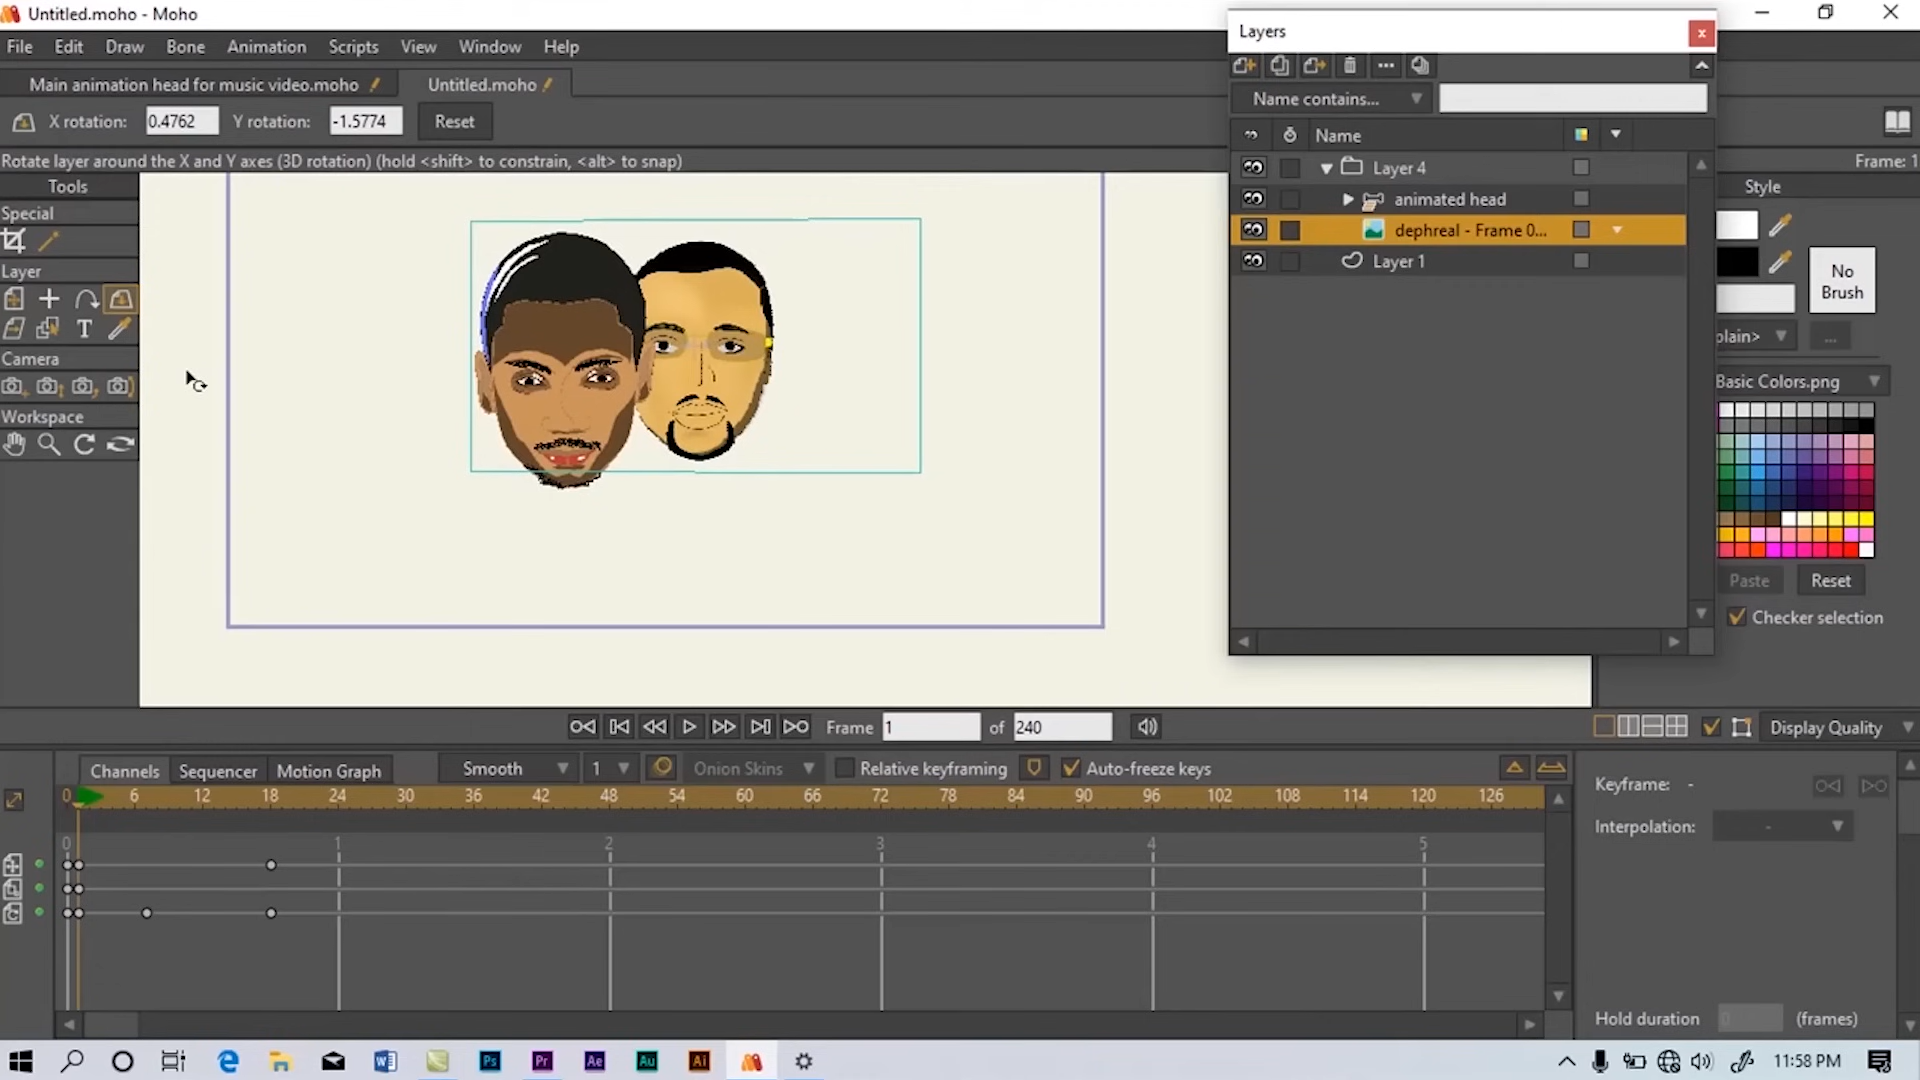 Untitled.moho - Moho
File Edit Draw Bone Animation Scripts View Window Help
Main animation head for music video.moho Untitled.moho
X rotation: 0.4762 Y rotation: -1.5774 Reset
Rotate layer around the X and Y axes (3D rotation) (hold <shift> to constrain, <alt> to snap)
Frame: 1
Tools
Special
Layer
T
Camera
Workspace
Layers
x
Name contains...
Name
Layer 4
animated head
dephreal - Frame 0...
Layer 1
Style
No
Brush
plain>
...
Basic Colors.png
Paste Reset
Checker selection
Frame 1 of 240
Display Quality
Channels Sequencer Motion Graph Smooth 1 Onion Skins Relative keyframing Auto-freeze keys
0 6 12 18 24 30 36 42 48 54 60 66 72 78 84 90 96 102 108 114 120 126
0 1 2 3 4 5
Keyframe: -
Interpolation: -
Hold duration (frames)
Ps Pr Ae Au Ai
11:58 PM